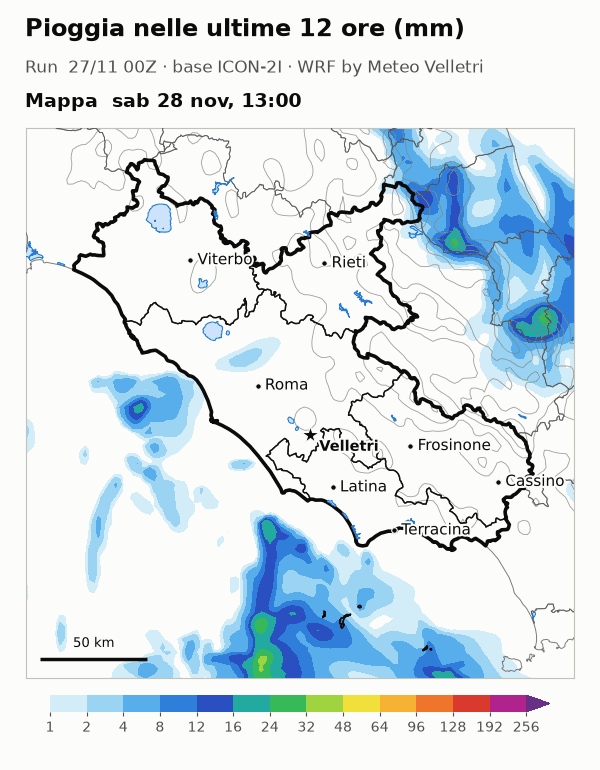 Pioggia nelle ultime 12 ore (mm)
Run  27/11 00Z · base ICON-2I · WRF by Meteo Velletri
Mappa  sab 28 nov, 13:00
Viterbo
Rieti
Roma
Velletri
Frosinone
Cassino
Latina
Terracina
50 km
1 2 4 8 12 16 24 32 48 64 96 128 192 256